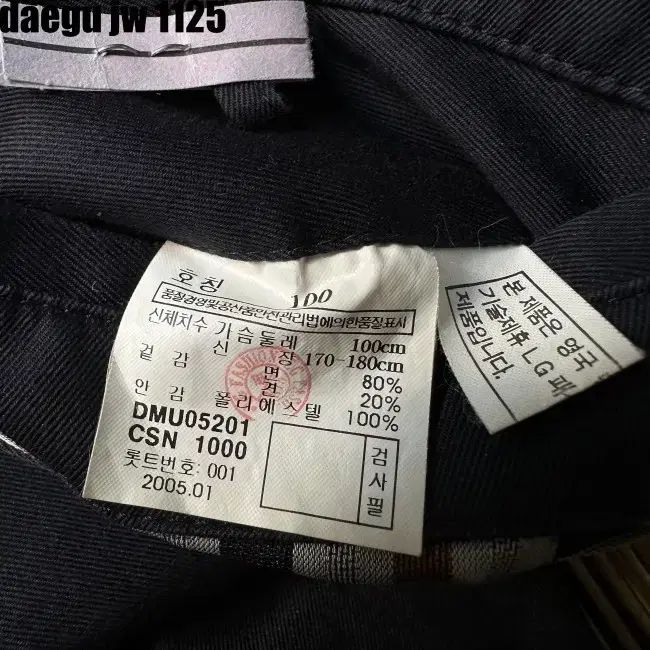 daegu jw 1125
호칭 100
품질경영및공산품안전관리법에의한품질표시
신체치수 가슴둘레 100cm
신장 170-180cm
겉감 면 80%
견 20%
안감 폴리에스텔 100%
DMU05201
CSN 1000
롯트번호: 001
2005.01
검사필
본 제품은 영국
기술제휴 LG 패
제품입니다.